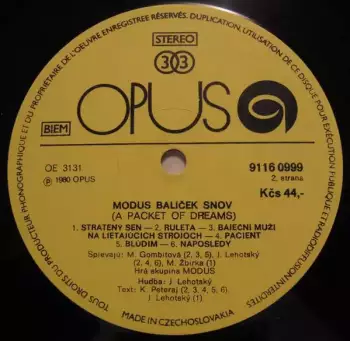 TOUS DROITS DU PRODUCTEUR PHONOGRAPHIQUE ET DU PROPRIÉTAIRE DE L'OEUVRE ENREGISTRÉE RÉSERVÉS. DUPLICATION, UTILISATION DE CE DISQUE POUR EXÉCUTION PUBLIQUE ET RADIODIFFUSION INTERDITES
STEREO
33
OPUS
BIEM
OE 3131
9116 0999
℗ 1980 OPUS
2. strana
Kčs 44,-
MODUS BALÍČEK SNOV
(A PACKET OF DREAMS)
1. STRATENÝ SEN — 2. RULETA — 3. BÁJEČNÍ MUŽI
NA LIETAJÚCICH STROJOCH — 4. PACIENT
5. BLÚDIM — 6. NAPOSLEDY
Spievajú: M. Gombitová (2, 3, 5), J. Lehotský
(2, 4, 6), M. Žbirka (1)
Hrá skupina MODUS
Hudba: J. Lehotský
Text: K. Peteraj (2, 3, 4, 5, 6)
J. Lehotský (1)
MADE IN CZECHOSLOVAKIA